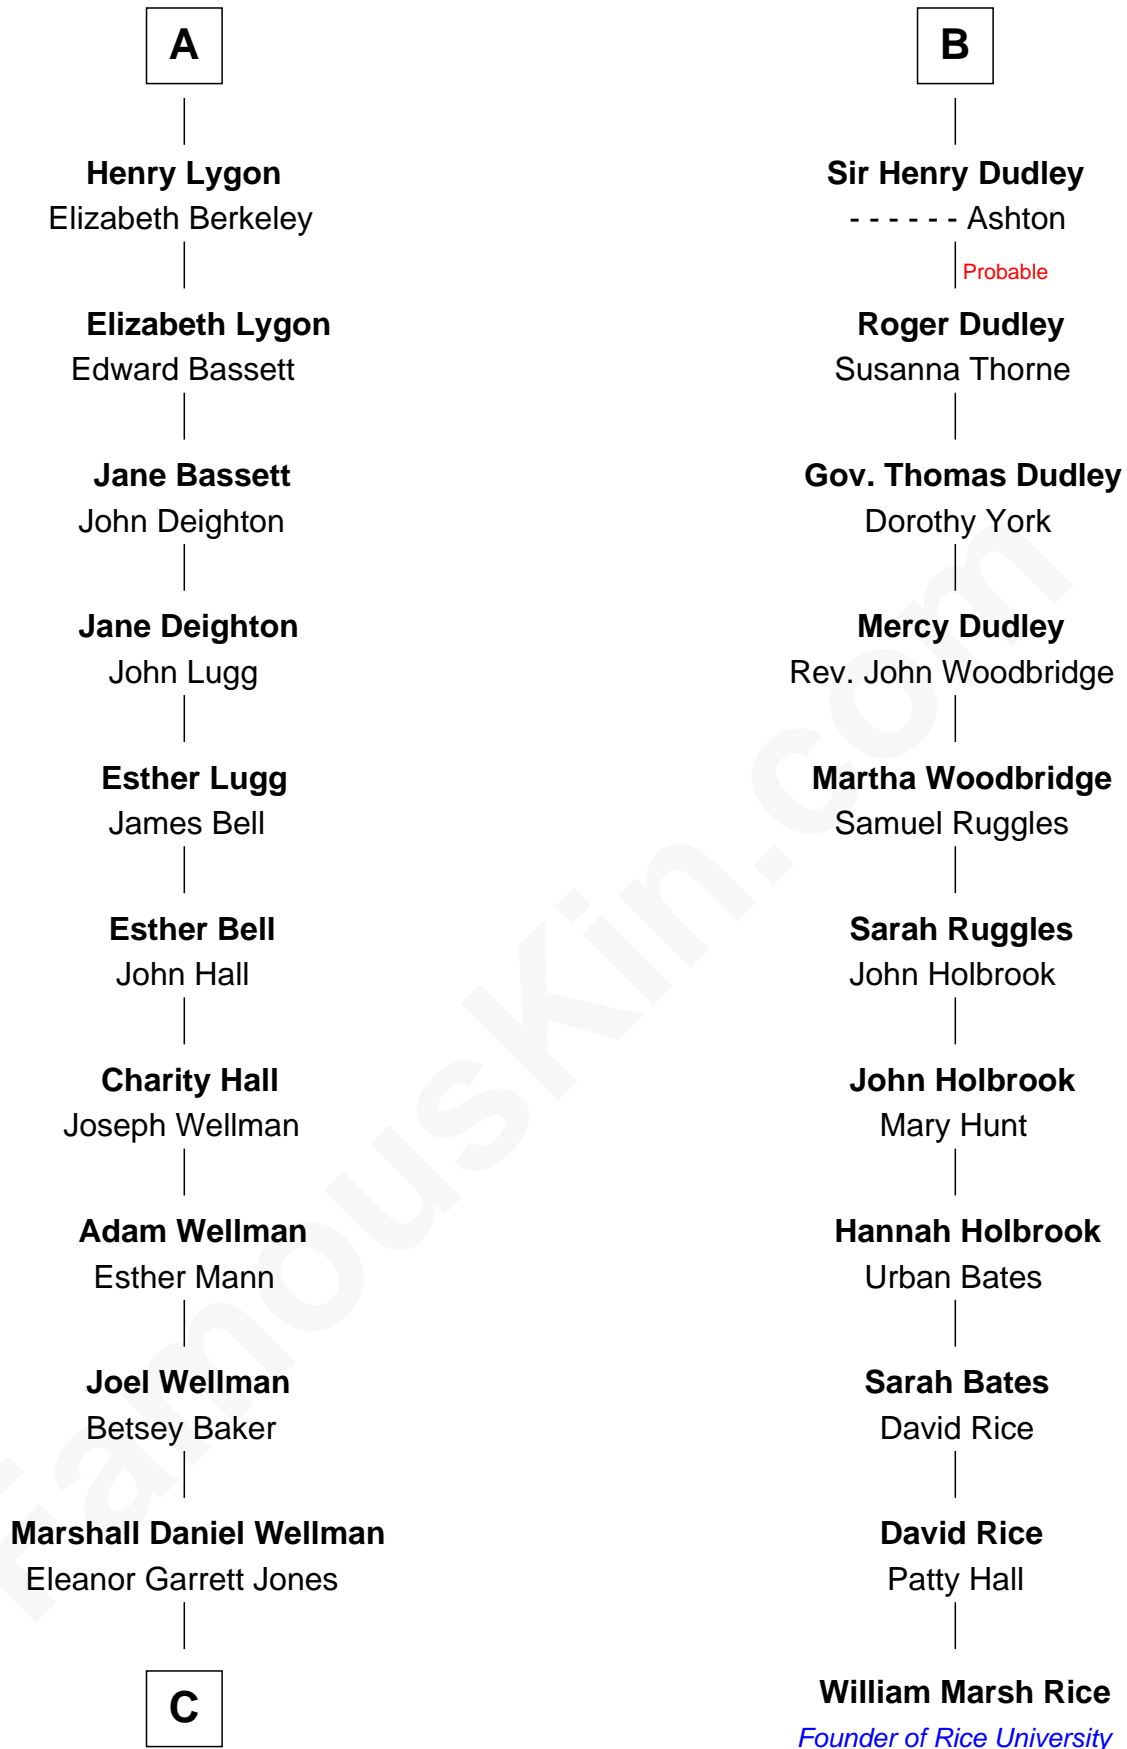 A
Henry Lygon
Elizabeth Berkeley
Elizabeth Lygon
Edward Bassett
Jane Bassett
John Deighton
Jane Deighton
John Lugg
Esther Lugg
James Bell
Esther Bell
John Hall
Charity Hall
Joseph Wellman
Adam Wellman
Esther Mann
Joel Wellman
Betsey Baker
Marshall Daniel Wellman
Eleanor Garrett Jones
C
B
Sir Henry Dudley
- - - - - - Ashton
Probable
Roger Dudley
Susanna Thorne
Gov. Thomas Dudley
Dorothy York
Mercy Dudley
Rev. John Woodbridge
Martha Woodbridge
Samuel Ruggles
Sarah Ruggles
John Holbrook
John Holbrook
Mary Hunt
Hannah Holbrook
Urban Bates
Sarah Bates
David Rice
David Rice
Patty Hall
William Marsh Rice
Founder of Rice University
FamousKin.com